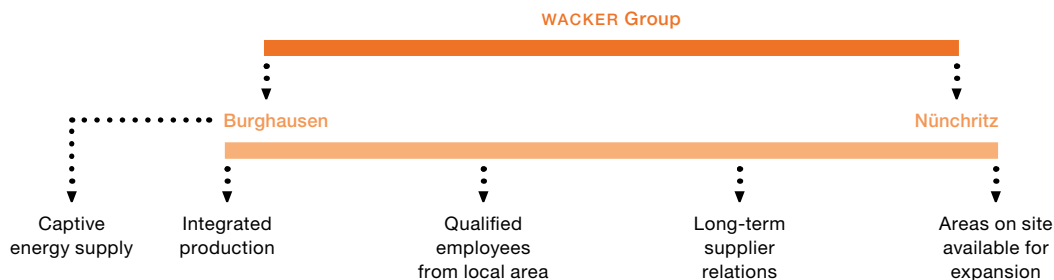 WACKER Group
Burghausen
Nünchritz
Captive
energy supply
Integrated
production
Qualified
employees
from local area
Long-term
supplier
relations
Areas on site
available for
expansion